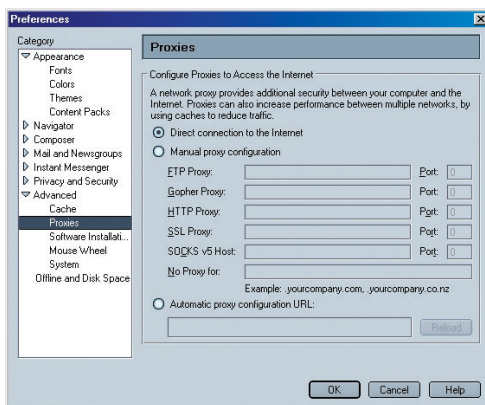 Preferences
Category
Appearance
Fonts
Colors
Themes
Content Packs
Navigator
Composer
Mail and Newsgroups
Instant Messenger
Privacy and Security
Advanced
Cache
Proxies
Software Installati...
Mouse Wheel
System
Offline and Disk Space
Proxies
Configure Proxies to Access the Internet
A network proxy provides additional security between your computer and the
Internet. Proxies can also increase performance between multiple networks, by
using caches to reduce traffic.
Direct connection to the Internet
Manual proxy configuration
FTP Proxy: Port: 0
Gopher Proxy: Port: 0
HTTP Proxy: Port: 0
SSL Proxy: Port: 0
SOCKS v5 Host: Port: 0
No Proxy for:
Example: .yourcompany.com, .yourcompany.co.nz
Automatic proxy configuration URL:
Reload
OK Cancel Help